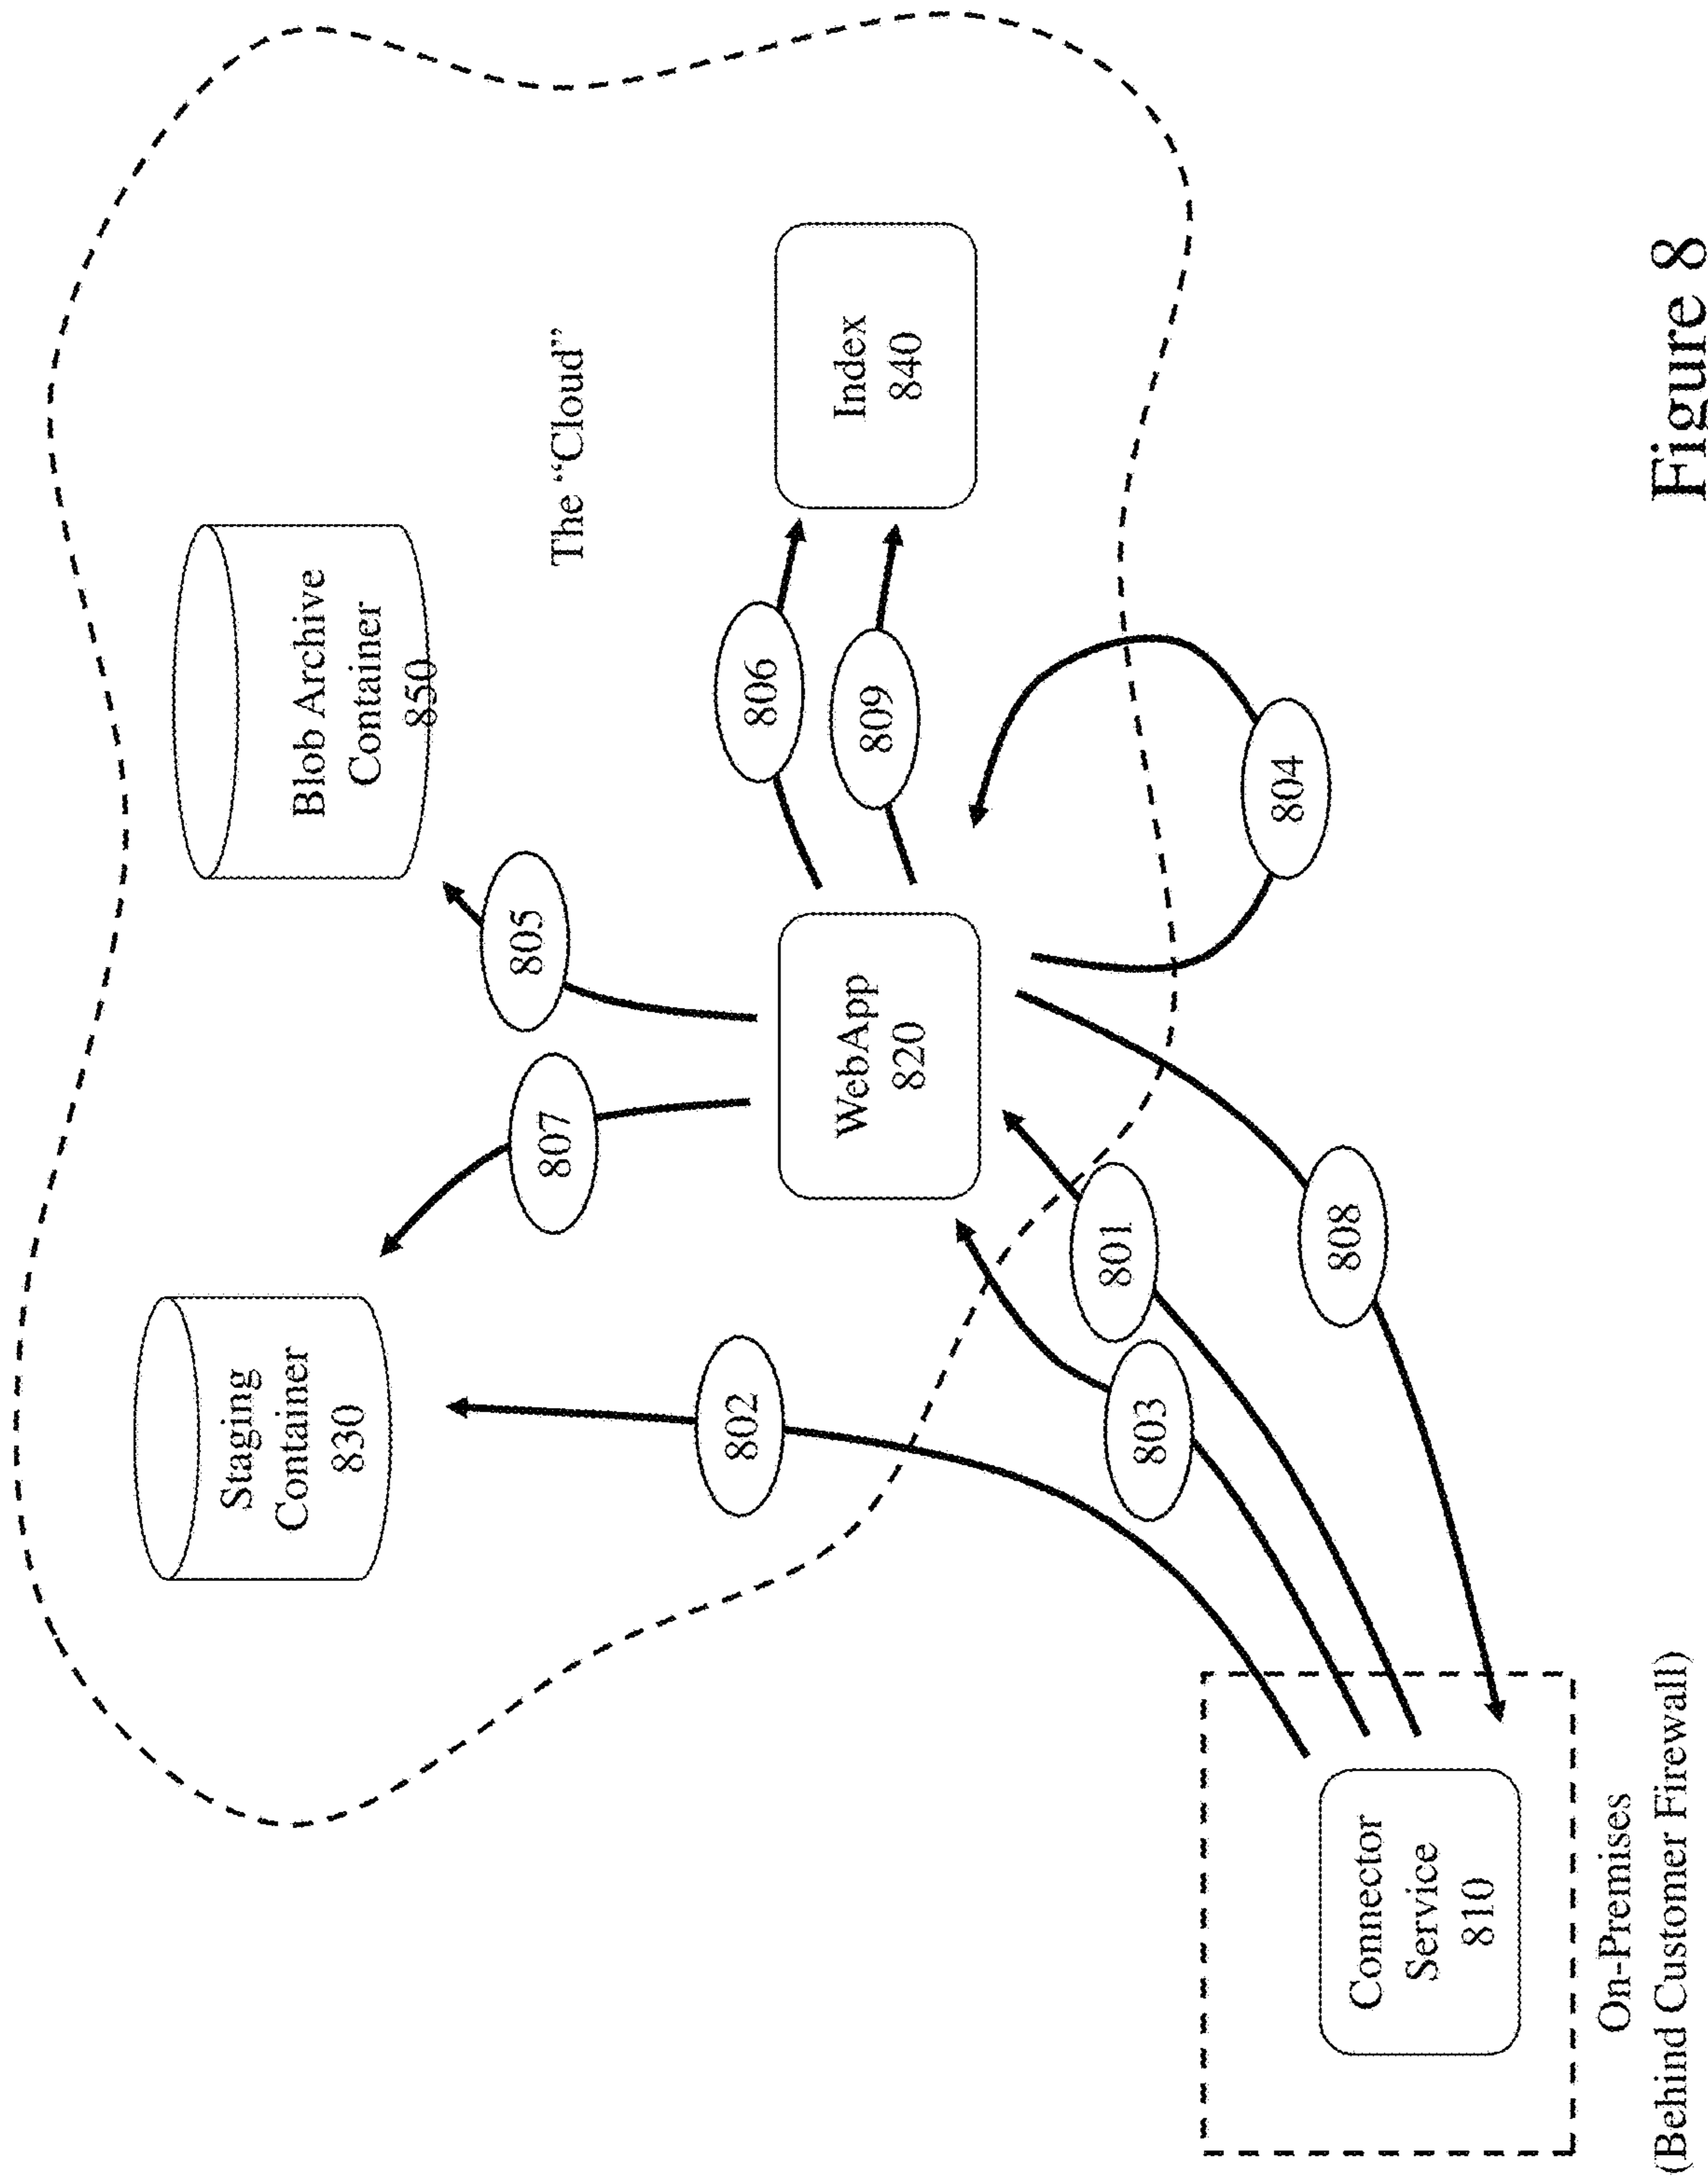 Staging
Container
830
Blob Archive
Container
850
The “Cloud”
807
805
802
806
809
WebApp
820
Index
840
803
801
804
808
Connector
Service
810
On-Premises
(Behind Customer Firewall)
Figure 8